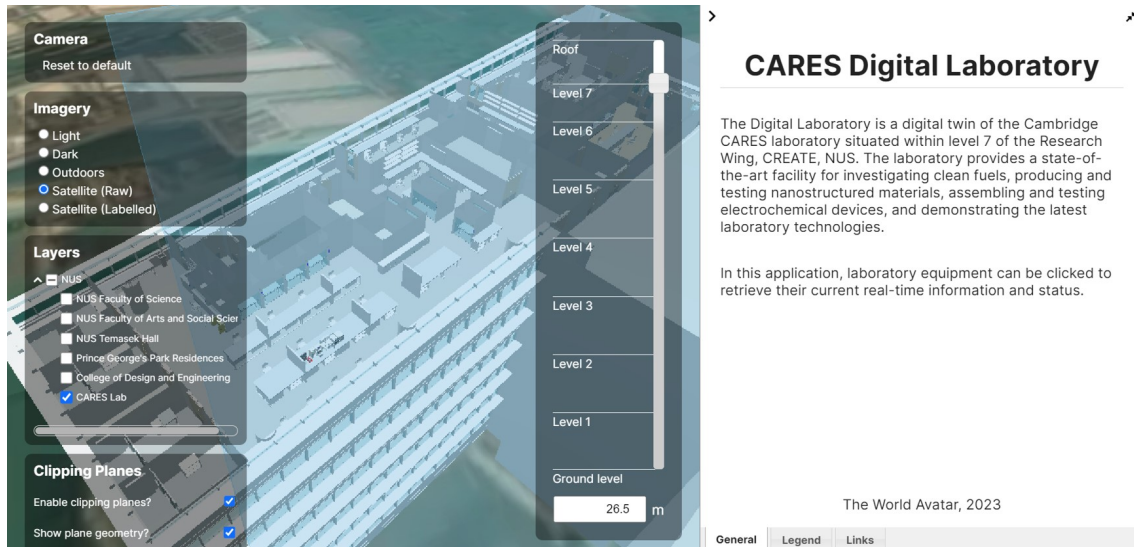 Camera
Reset to default
Imagery
Light
Dark
Outdoors
Satellite (Raw)
Satellite (Labelled)
Layers
NUS
NUS Faculty of Science
NUS Faculty of Arts and Social Scier
NUS Temasek Hall
Prince George's Park Residences
College of Design and Engineering
CARES Lab
Clipping Planes
Enable clipping planes?
Show plane geometry?
Roof
Level 7
Level 6
Level 5
Level 4
Level 3
Level 2
Level 1
Ground level
26.5 m
CARES Digital Laboratory
The Digital Laboratory is a digital twin of the Cambridge
CARES laboratory situated within level 7 of the Research
Wing, CREATE, NUS. The laboratory provides a state-of-
the-art facility for investigating clean fuels, producing and
testing nanostructured materials, assembling and testing
electrochemical devices, and demonstrating the latest
laboratory technologies.
In this application, laboratory equipment can be clicked to
retrieve their current real-time information and status.
The World Avatar, 2023
General Legend Links